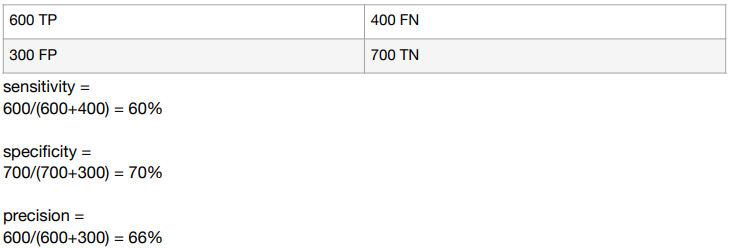 600 TP 400 FN
300 FP 700 TN
sensitivity =
600/(600+400) = 60%
specificity =
700/(700+300) = 70%
precision =
600/(600+300) = 66%